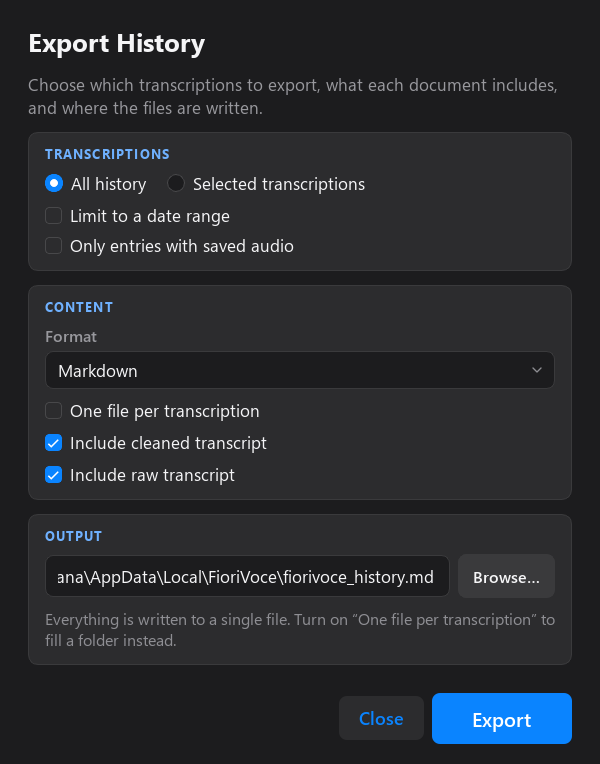 Export History
Choose which transcriptions to export, what each document includes,
and where the files are written.
TRANSCRIPTIONS
All history Selected transcriptions
Limit to a date range
Only entries with saved audio
CONTENT
Format
Markdown
One file per transcription
Include cleaned transcript
Include raw transcript
OUTPUT
ana\AppData\Local\FioriVoce\fiorivoce_history.md Browse...
Everything is written to a single file. Turn on “One file per transcription” to
fill a folder instead.
Close Export